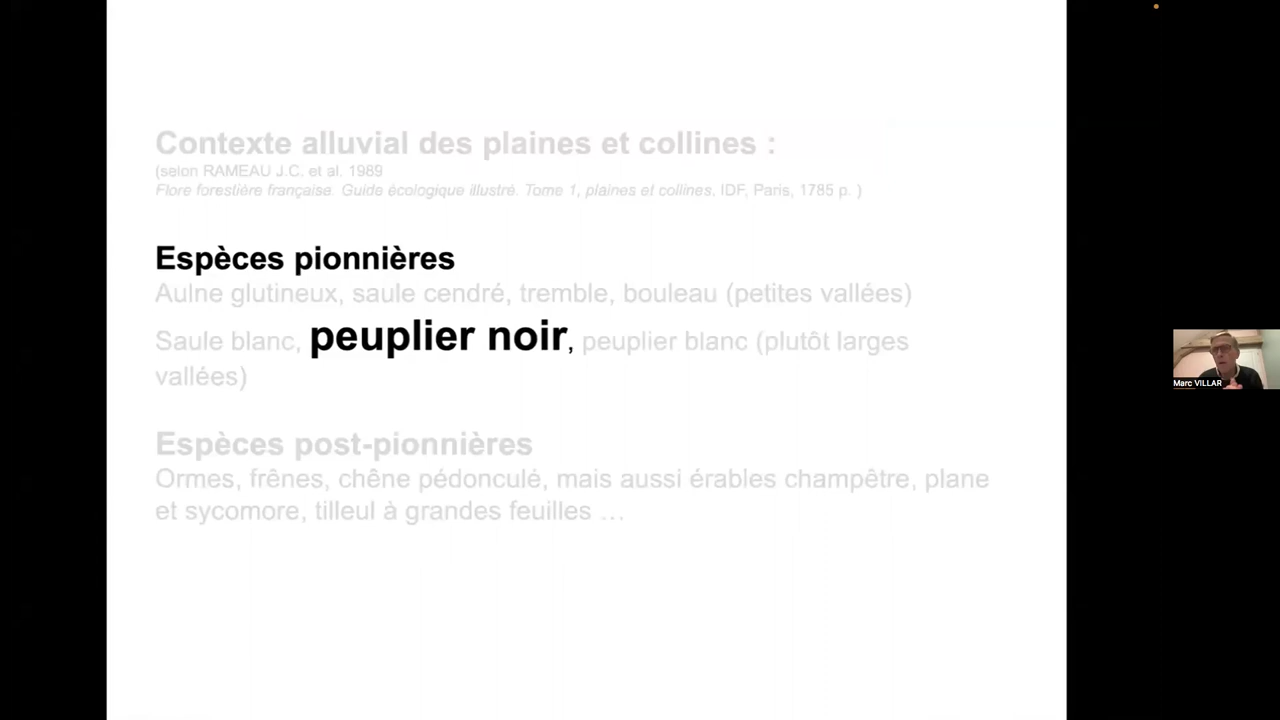 Contexte alluvial des plaines et collines :
(selon RAMEAU J.C. et al. 1989
Flore forestière française. Guide écologique illustré. Tome 1, plaines et collines. IDF, Paris, 1785 p. )
Espèces pionnières
Aulne glutineux, saule cendré, tremble, bouleau (petites vallées)
Saule blanc, peuplier noir, peuplier blanc (plutôt larges
vallées)
Espèces post-pionnières
Ormes, frênes, chêne pédonculé, mais aussi érables champêtre, plane
et sycomore, tilleul à grandes feuilles …
Marc VILLAR